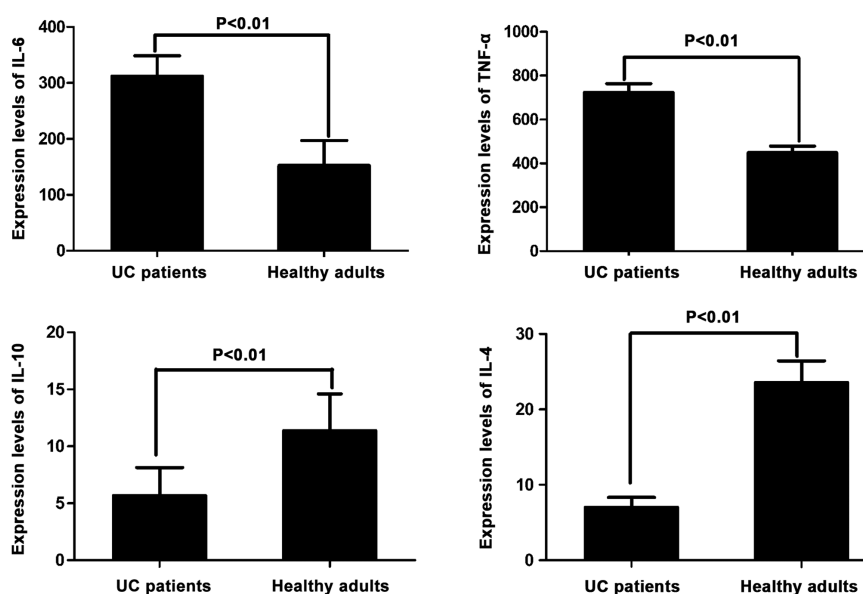 P<0.01
Expression levels of IL-6
400
300
200
100
0
UC patients Healthy adults
P<0.01
Expression levels of TNF-α
1000
800
600
400
200
0
UC patients Healthy adults
P<0.01
Expression levels of IL-10
20
15
10
5
0
UC patients Healthy adults
P<0.01
Expression levels of IL-4
30
20
10
0
UC patients Healthy adults